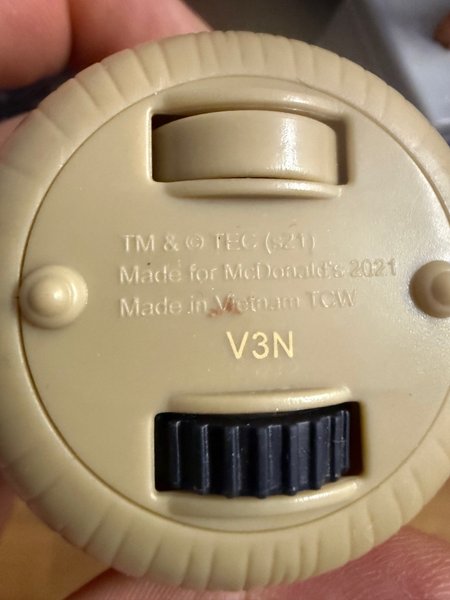 TM & © TEC (s21)
Made for McDonald's 2021
Made in Vietnam TCW
V3N